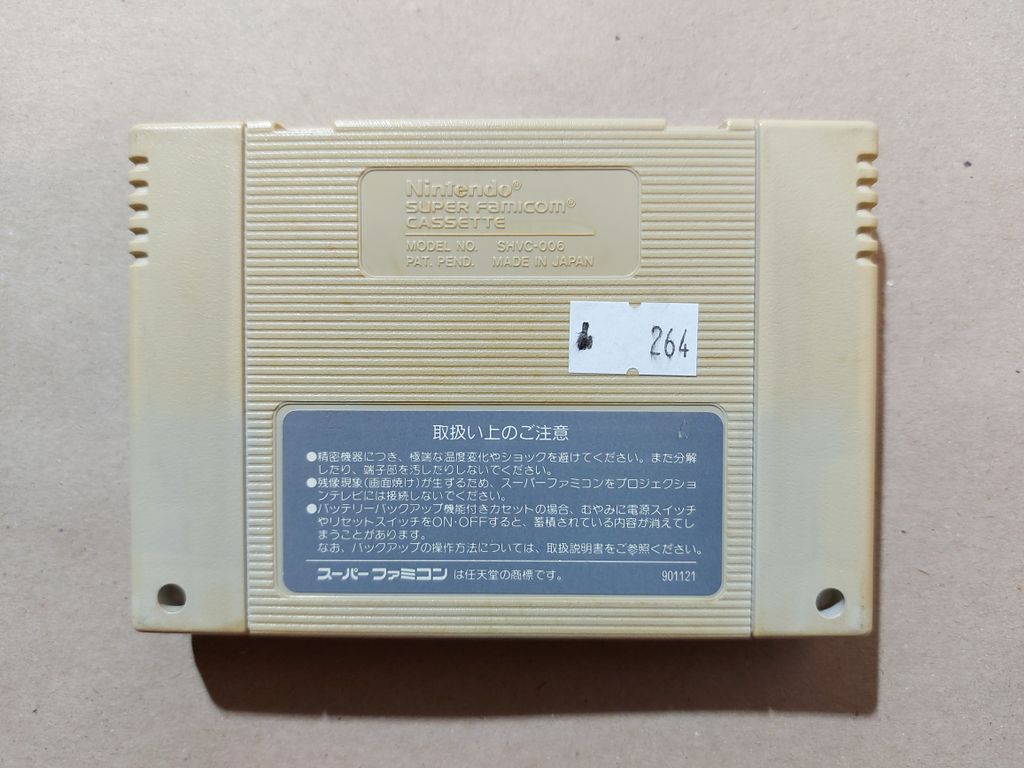 Nintendo®
SUPER FAMICOM®
CASSETTE
MODEL NO. SHVC-006
PAT. PEND. MADE IN JAPAN
264
取扱い上のご注意
●精密機器につき、極端な温度変化やショックを避けてください。また分解
したり、端子部を汚したりしないでください。
●残像現象(画面焼け)が生ずるため、スーパーファミコンをプロジェクショ
ンテレビには接続しないでください。
●バッテリーバックアップ機能付きカセットの場合、むやみに電源スイッチ
やリセットスイッチをON·OFFすると、蓄積されている内容が消えてし
まうことがあります。
なお、バックアップの操作方法については、取扱説明書をご参照ください。
スーパーファミコン は任天堂の商標です。 901121